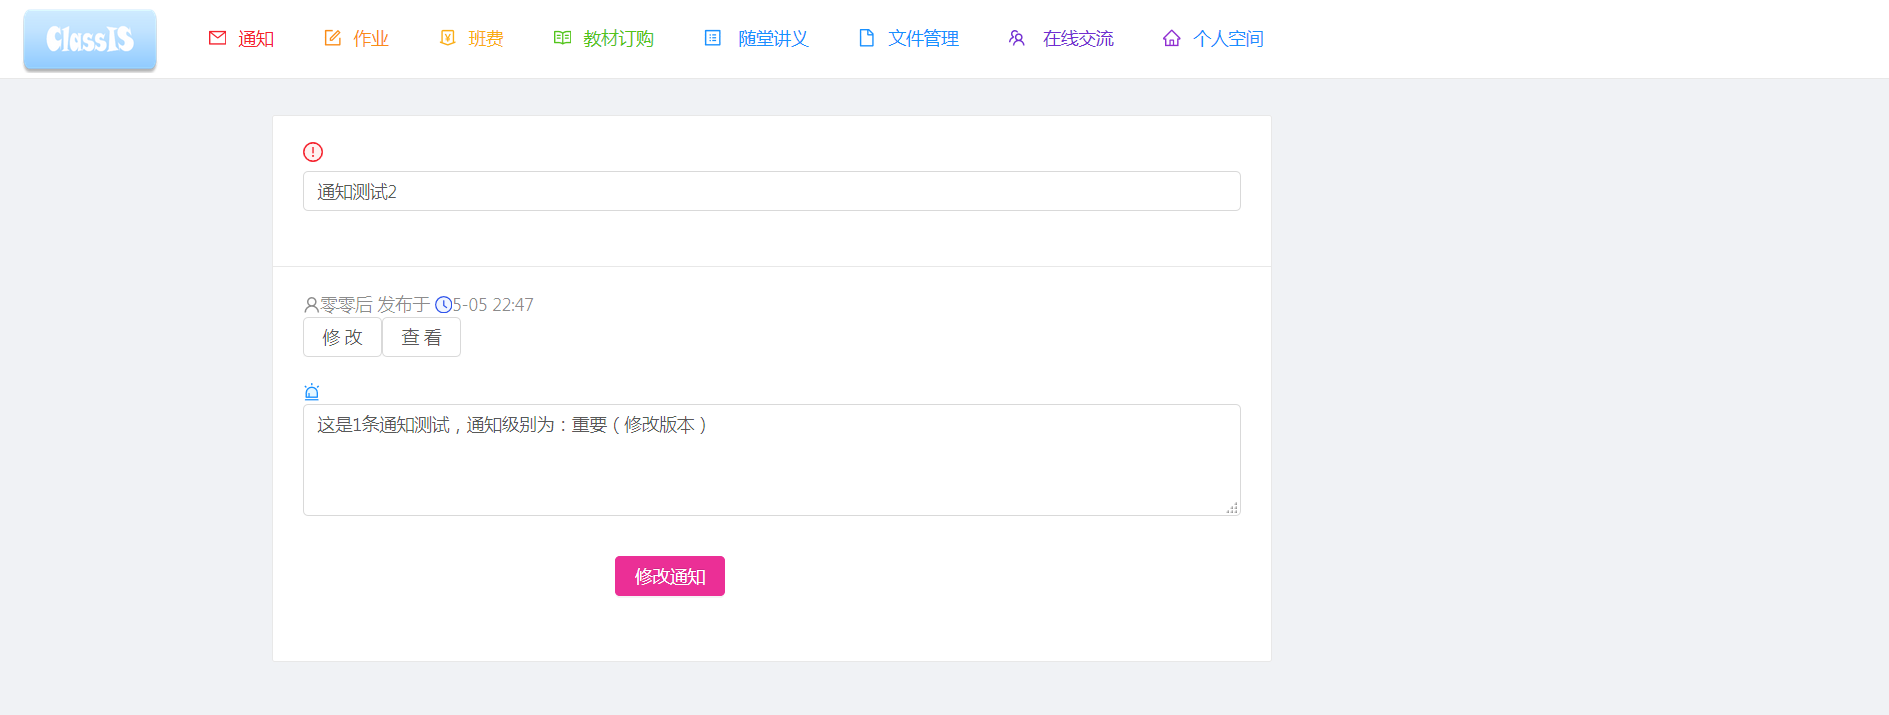 ClassIS 通知 作业 班费 教材订购 随堂讲义 文件管理 在线交流 个人空间
通知测试2
零零后 发布于 5-05 22:47
修 改 查 看
这是1条通知测试，通知级别为：重要（修改版本）
修改通知